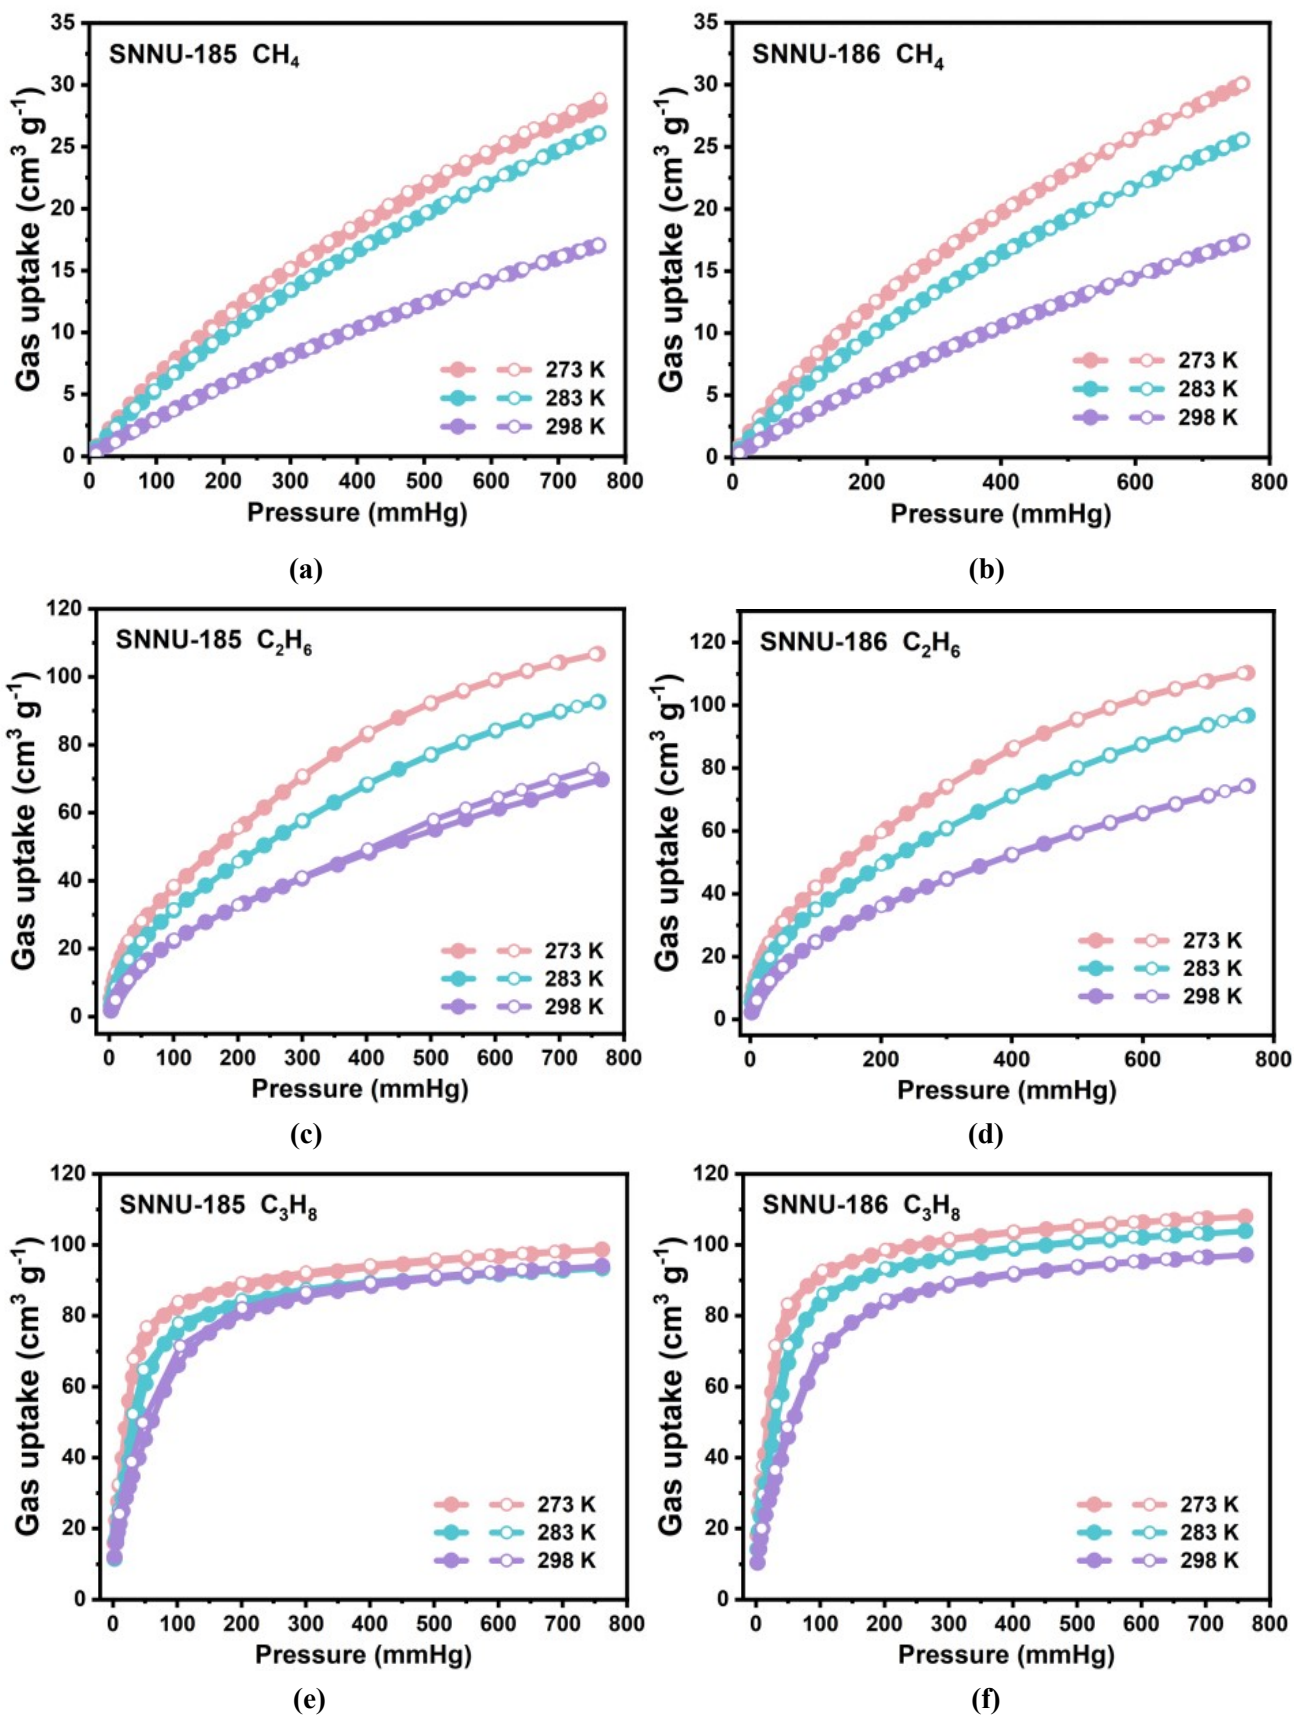 SNNU-185 CH4
Gas uptake (cm3 g-1)
35
30
25
20
15
10
5
0
273 K
283 K
298 K
0 100 200 300 400 500 600 700 800
Pressure (mmHg)
(a)
SNNU-186 CH4
Gas uptake (cm3 g-1)
35
30
25
20
15
10
5
0
273 K
283 K
298 K
0 200 400 600 800
Pressure (mmHg)
(b)
SNNU-185 C2H6
Gas uptake (cm3 g-1)
120
100
80
60
40
20
0
273 K
283 K
298 K
0 100 200 300 400 500 600 700 800
Pressure (mmHg)
(c)
SNNU-186 C2H6
Gas uptake (cm3 g-1)
120
100
80
60
40
20
0
273 K
283 K
298 K
0 200 400 600 800
Pressure (mmHg)
(d)
SNNU-185 C3H8
Gas uptake (cm3 g-1)
120
100
80
60
40
20
0
273 K
283 K
298 K
0 100 200 300 400 500 600 700 800
Pressure (mmHg)
(e)
SNNU-186 C3H8
Gas uptake (cm3 g-1)
120
100
80
60
40
20
0
273 K
283 K
298 K
0 100 200 300 400 500 600 700 800
Pressure (mmHg)
(f)